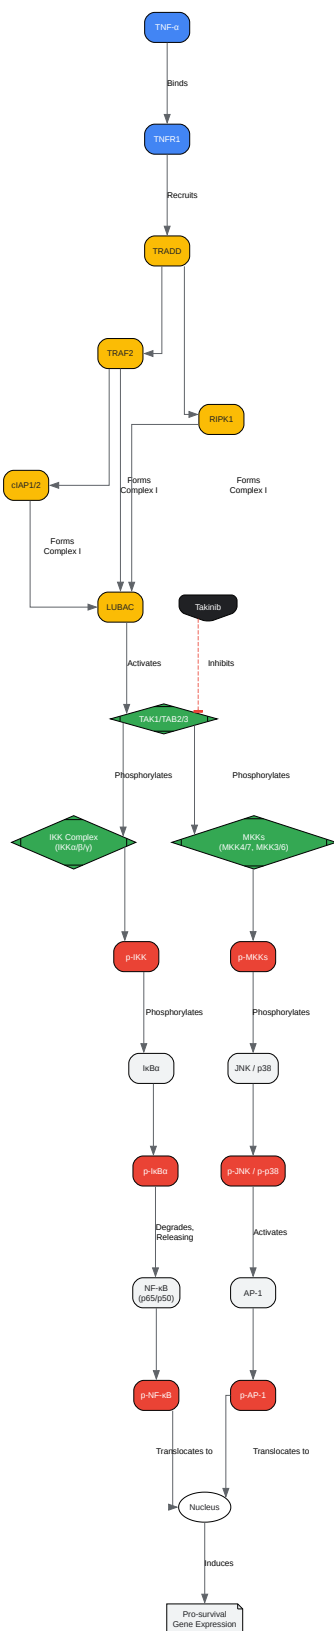 TNF-α
Binds
TNFR1
Recruits
TRADD
TRAF2
RIPK1
cIAP1/2
Forms
Complex I
Forms
Complex I
Forms
Complex I
LUBAC
Takinib
Activates
Inhibits
TAK1/TAB2/3
Phosphorylates
Phosphorylates
IKK Complex
(IKKα/β/γ)
MKKs
(MKK4/7, MKK3/6)
p-IKK
p-MKKs
Phosphorylates
Phosphorylates
IκBα
JNK / p38
p-IκBα
p-JNK / p-p38
Degrades,
Releasing
Activates
NF-κB
(p65/p50)
AP-1
p-NF-κB
p-AP-1
Translocates to
Translocates to
Nucleus
Induces
Pro-survival
Gene Expression